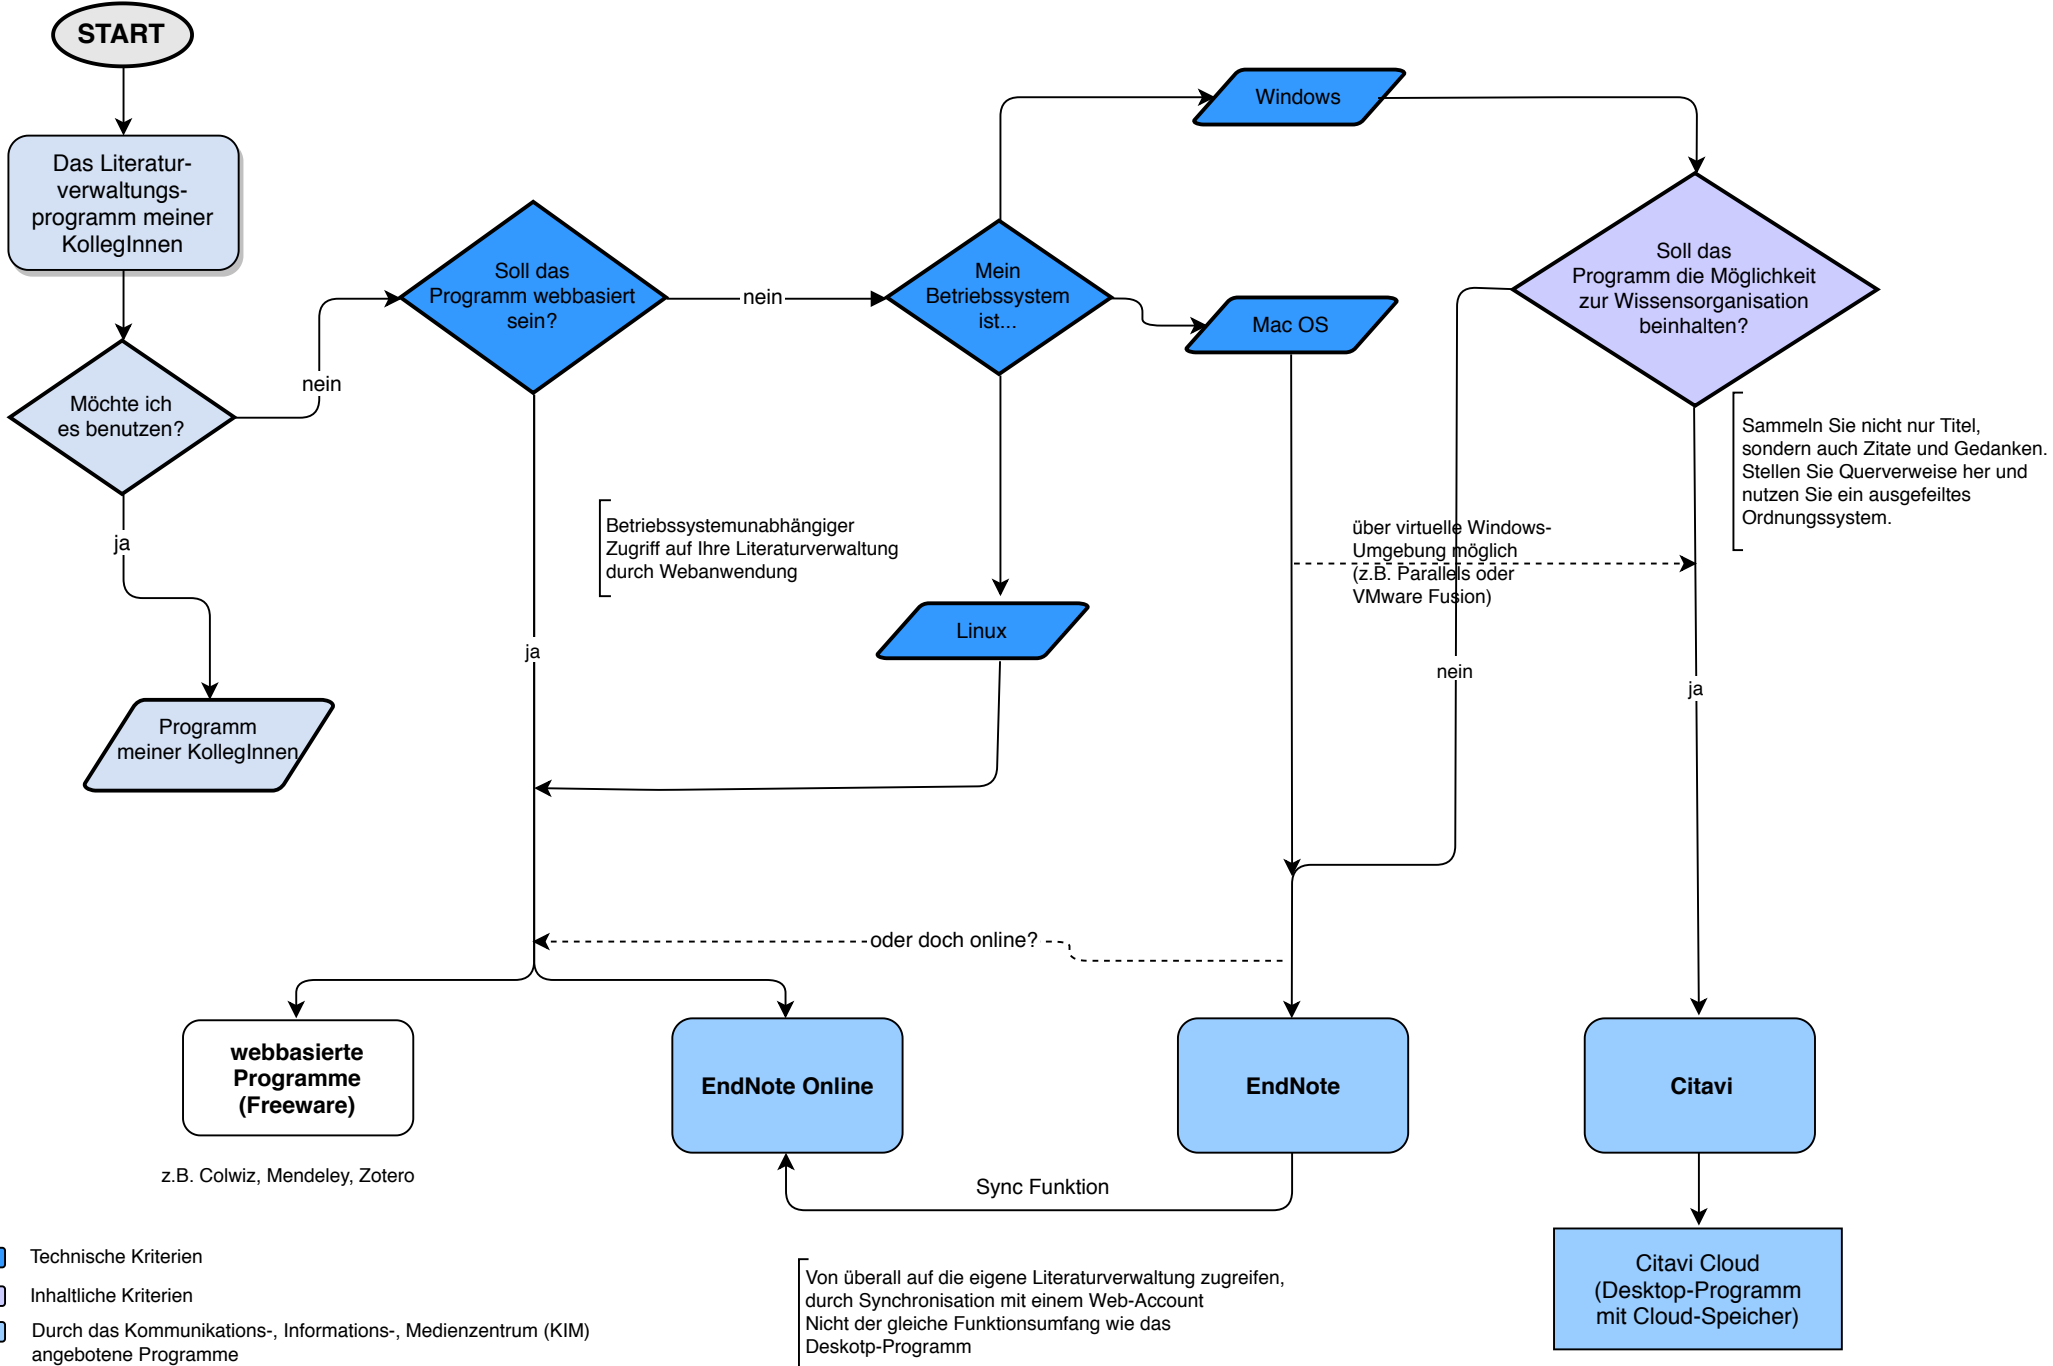 START
Das Literatur-
verwaltungs-
programm meiner
KollegInnen
Möchte ich
es benutzen?
nein
ja
Programm
meiner KollegInnen
Soll das
Programm webbasiert
sein?
nein
ja
Betriebssystemunabhängiger
Zugriff auf Ihre Literaturverwaltung
durch Webanwendung
Mein
Betriebssystem
ist...
Windows
Mac OS
Linux
Soll das
Programm die Möglichkeit
zur Wissensorganisation
beinhalten?
Sammeln Sie nicht nur Titel,
sondern auch Zitate und Gedanken.
Stellen Sie Querverweise her und
nutzen Sie ein ausgefeiltes
Ordnungssystem.
über virtuelle Windows-
Umgebung möglich
(z.B. Parallels oder
VMware Fusion)
nein
ja
oder doch online?
webbasierte
Programme
(Freeware)
z.B. Colwiz, Mendeley, Zotero
EndNote Online
EndNote
Citavi
Sync Funktion
Citavi Cloud
(Desktop-Programm
mit Cloud-Speicher)
Von überall auf die eigene Literaturverwaltung zugreifen,
durch Synchronisation mit einem Web-Account
Nicht der gleiche Funktionsumfang wie das
Deskotp-Programm
Technische Kriterien
Inhaltliche Kriterien
Durch das Kommunikations-, Informations-, Medienzentrum (KIM)
angebotene Programme